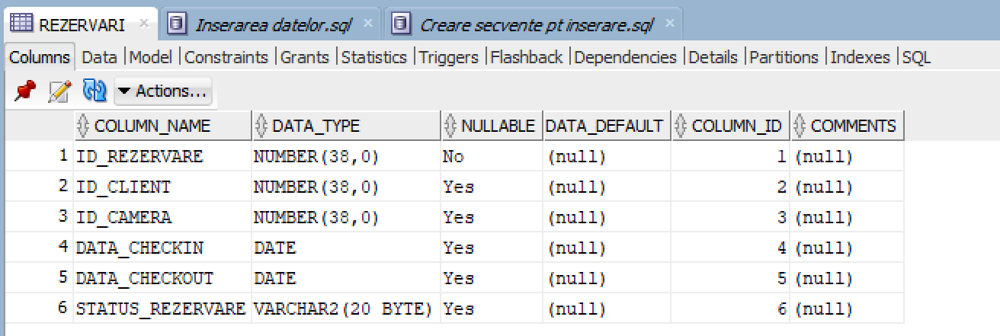 REZERVARI × Inserarea datelor.sql × Creare secvente pt inserare.sql ×
Columns Data |Model |Constraints |Grants |Statistics |Triggers |Flashback |Dependencies |Details |Partitions |Indexes |SQL
Actions...
COLUMN_NAME DATA_TYPE NULLABLE DATA_DEFAULT COLUMN_ID COMMENTS
1 ID_REZERVARE NUMBER(38,0) No (null) 1 (null)
2 ID_CLIENT NUMBER(38,0) Yes (null) 2 (null)
3 ID_CAMERA NUMBER(38,0) Yes (null) 3 (null)
4 DATA_CHECKIN DATE Yes (null) 4 (null)
5 DATA_CHECKOUT DATE Yes (null) 5 (null)
6 STATUS_REZERVARE VARCHAR2(20 BYTE) Yes (null) 6 (null)